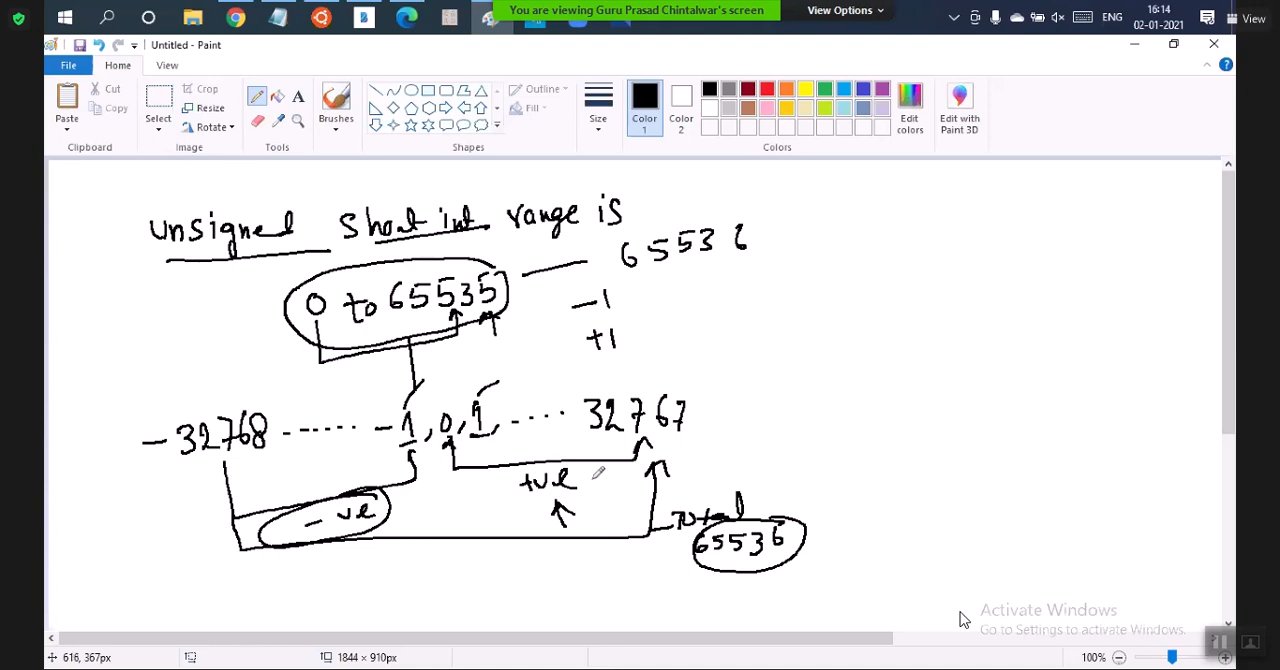 You are viewing Guru Prasad Chintalwar's screen
View Options
ENG
16:14
02-01-2021
View
Untitled - Paint
File
Home
View
Paste
Cut
Copy
Clipboard
Select
Crop
Resize
Rotate
Image
Tools
Brushes
Shapes
Outline
Fill
Size
Color 1
Color 2
Colors
Edit colors
Edit with Paint 3D
unsigned short int range is
0 to 65535
65536
-1
+1
-32768 ------- -1, 0, 1, .... 32767
+ve
-ve
Total
65536
Activate Windows
Go to Settings to activate Windows.
616, 367px
1844 × 910px
100%